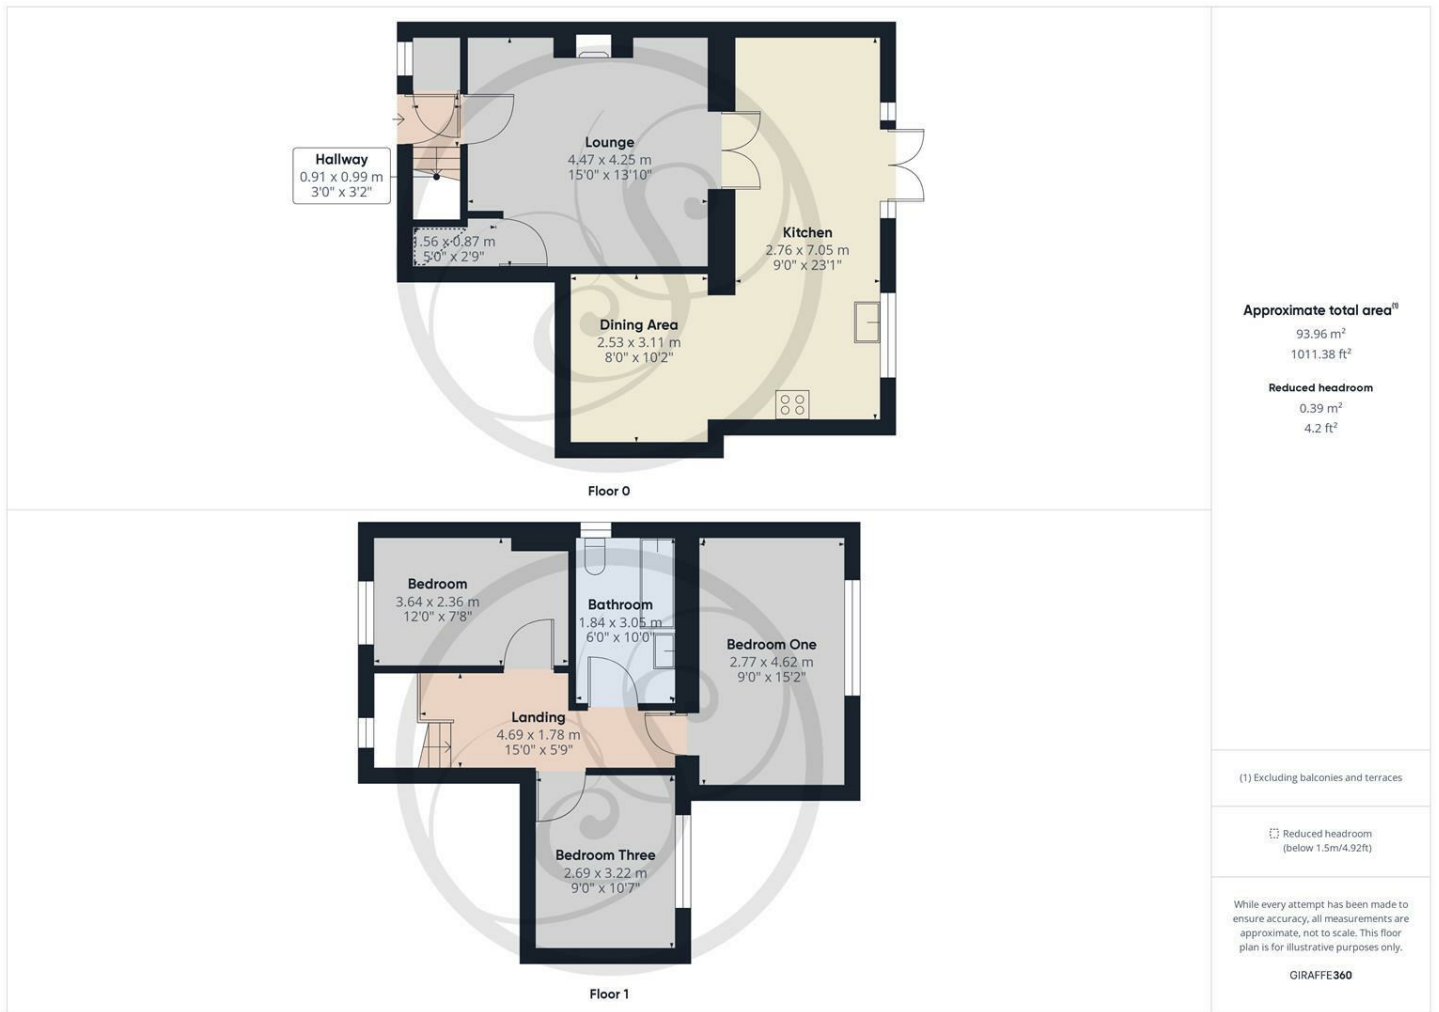 Lounge
4.47 x 4.25 m
15'0" x 13'10"
Hallway
0.91 x 0.99 m
3'0" x 3'2"
.56 x 0.87 m
5'0" x 2'9"
Kitchen
2.76 x 7.05 m
9'0" x 23'1"
Dining Area
2.53 x 3.11 m
8'0" x 10'2"
Floor 0
Bedroom
3.64 x 2.36 m
12'0" x 7'8"
Bathroom
1.84 x 3.05 m
6'0" x 10'0"
Bedroom One
2.77 x 4.62 m
9'0" x 15'2"
Landing
4.69 x 1.78 m
15'0" x 5'9"
Bedroom Three
2.69 x 3.22 m
9'0" x 10'7"
Floor 1
Approximate total area(1)
93.96 m²
1011.38 ft²
Reduced headroom
0.39 m²
4.2 ft²
(1) Excluding balconies and terraces
Reduced headroom
(below 1.5m/4.92ft)
While every attempt has been made to
ensure accuracy, all measurements are
approximate, not to scale. This floor
plan is for illustrative purposes only.
GIRAFFE360